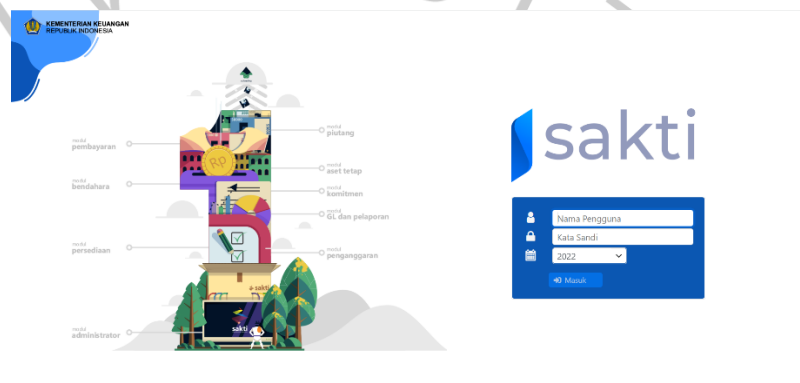 KEMENTERIAN KEUANGAN
REPUBLIK INDONESIA
modul
pembayaran
modul
bendahara
modul
persediaan
modul
administrator
modul
piutang
modul
aset tetap
modul
komitmen
modul
GL dan pelaporan
modul
penganggaran
Rp
e-sakti
sakti
sakti
Nama Pengguna
Kata Sandi
2022
Masuk